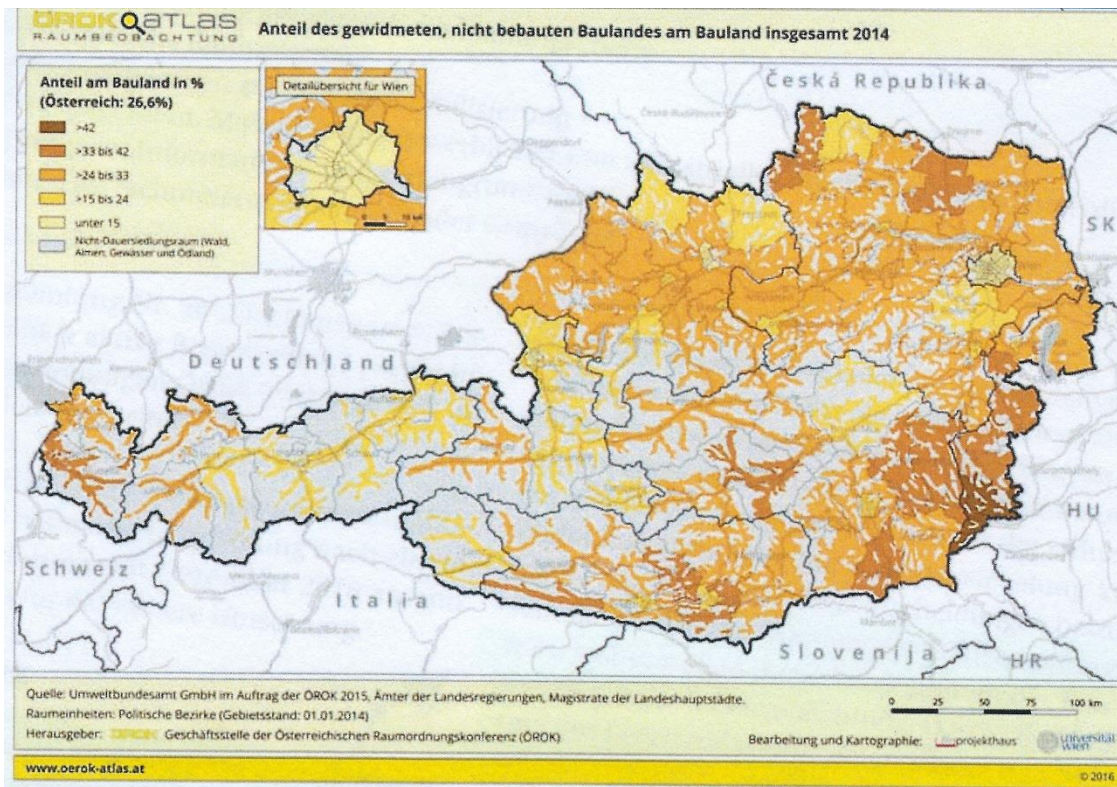 ÖROK ATLAS
RAUMBEOBACHTUNG
Anteil des gewidmeten, nicht bebauten Baulandes am Bauland insgesamt 2014
Anteil am Bauland in %
(Österreich: 26,6%)
>42
>33 bis 42
>24 bis 33
>15 bis 24
unter 15
Nicht-Dauersiedlungsraum (Wald,
Almen, Gewässer und Ödland)
Detailübersicht für Wien
0 5 10 km
Česká Republika
SK
Deutschland
HU
Schweiz
Italia
Slovenija
HR
Quelle: Umweltbundesamt GmbH im Auftrag der ÖROK 2015, Ämter der Landesregierungen, Magistrate der Landeshauptstädte.
Raumeinheiten: Politische Bezirke (Gebietsstand: 01.01.2014)
Herausgeber: ÖROK Geschäftsstelle der Österreichischen Raumordnungskonferenz (ÖROK)
0 25 50 75 100 km
Bearbeitung und Kartographie: projekthaus universität wien
www.oerok-atlas.at
© 2016